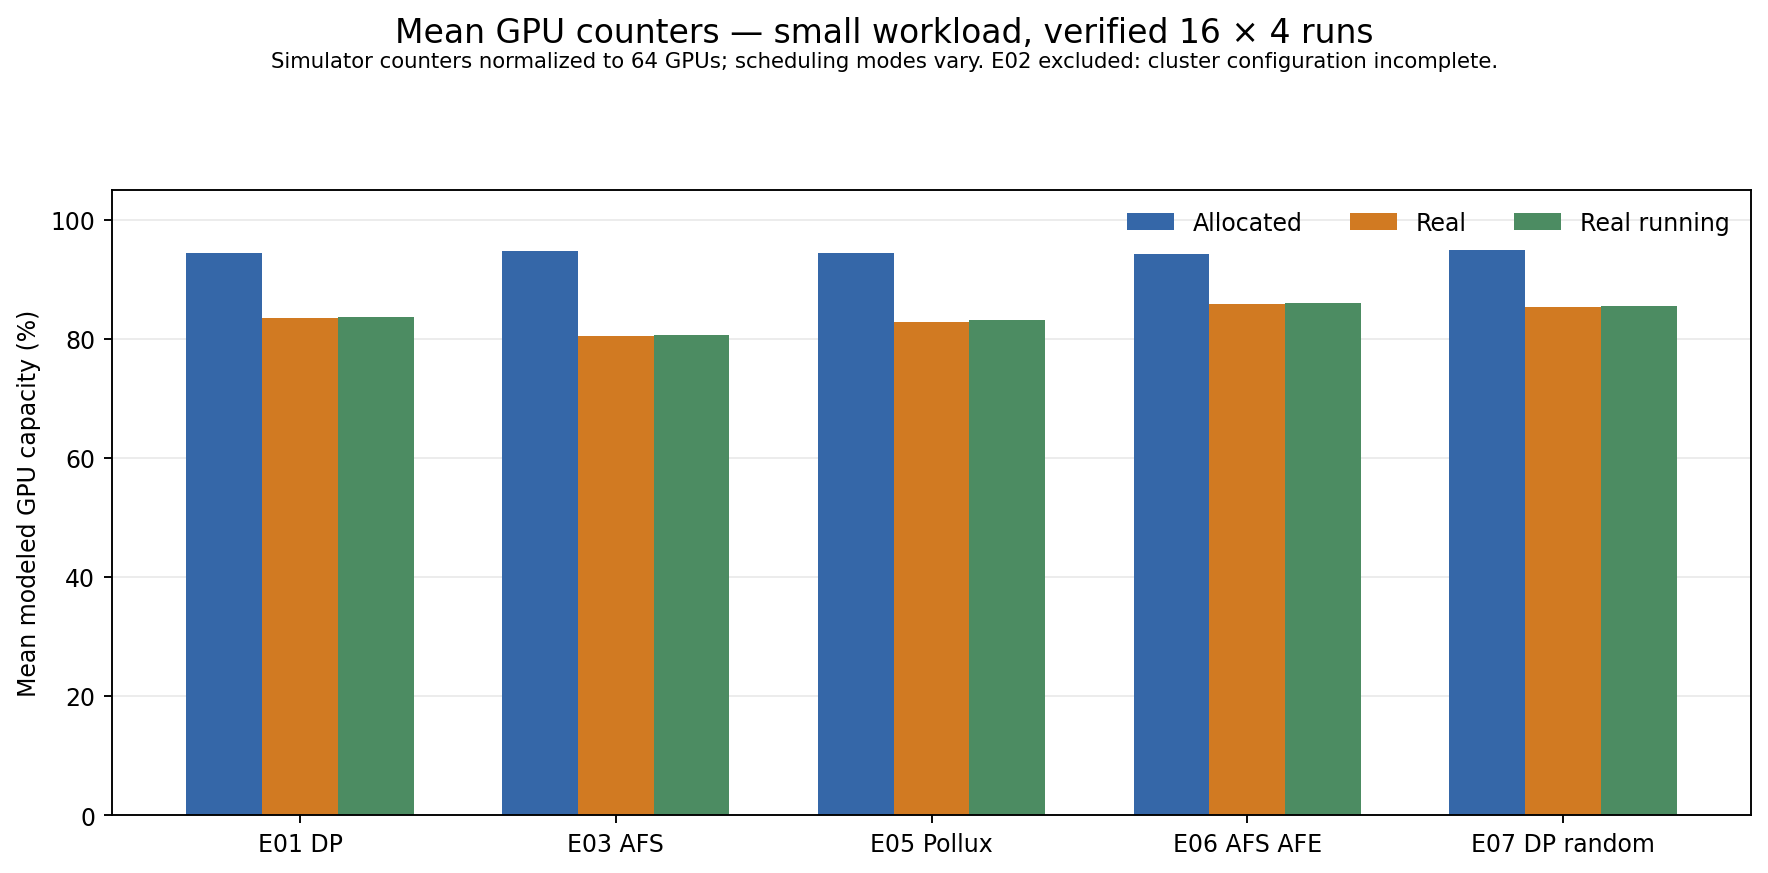 Mean GPU counters — small workload, verified 16 × 4 runs
Simulator counters normalized to 64 GPUs; scheduling modes vary. E02 excluded: cluster configuration incomplete.
Allocated
Real
Real running
Mean modeled GPU capacity (%)
100
80
60
40
20
0
E01 DP
E03 AFS
E05 Pollux
E06 AFS AFE
E07 DP random